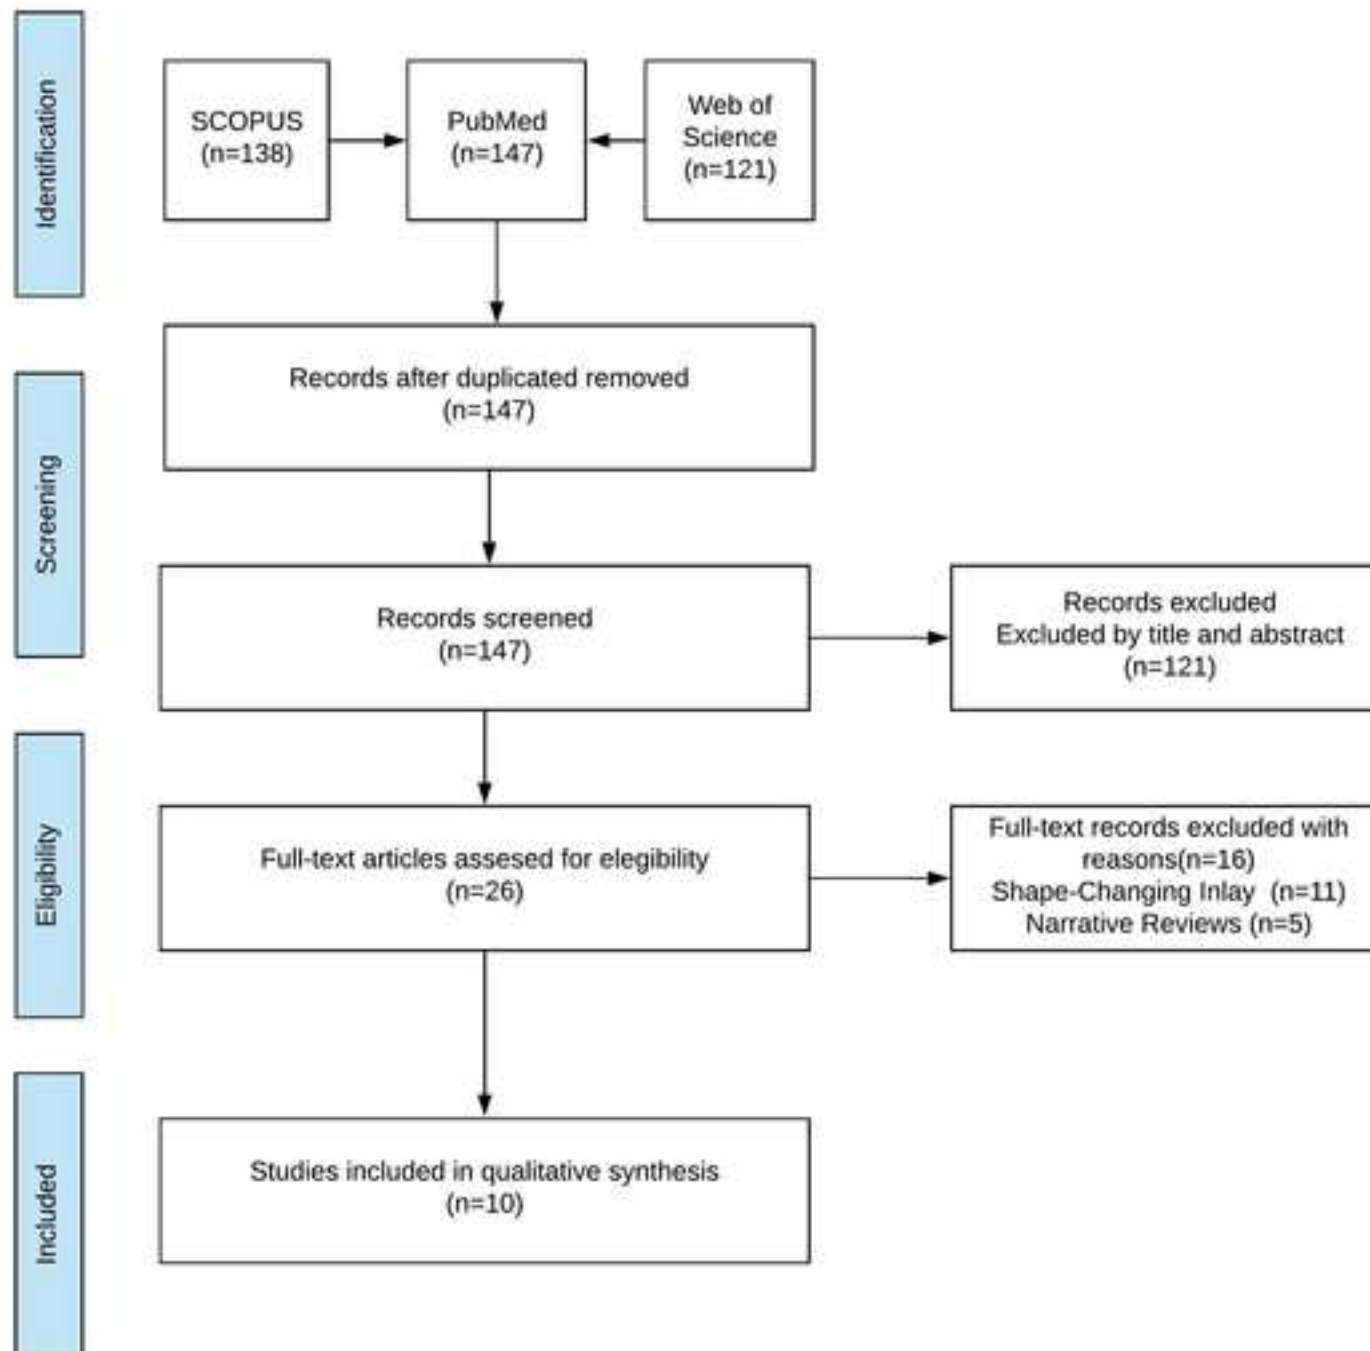 Identification
SCOPUS
(n=138)
PubMed
(n=147)
Web of
Science
(n=121)
Records after duplicated removed
(n=147)
Screening
Records screened
(n=147)
Records excluded
Excluded by title and abstract
(n=121)
Eligibility
Full-text articles assesed for elegibility
(n=26)
Full-text records excluded with
reasons(n=16)
Shape-Changing Inlay (n=11)
Narrative Reviews (n=5)
Included
Studies included in qualitative synthesis
(n=10)